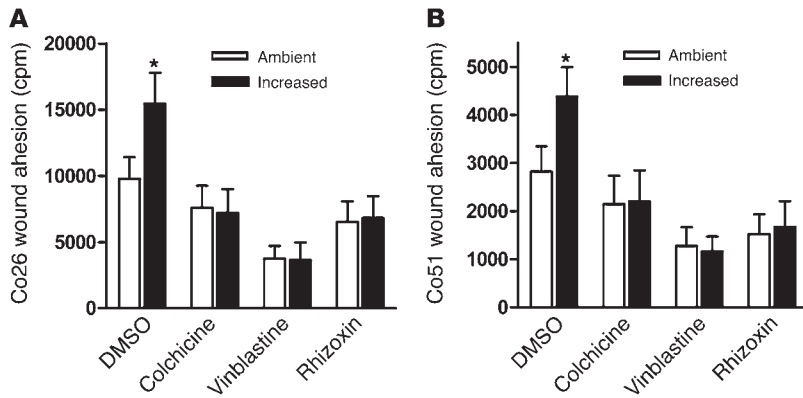 A
Co26 wound ahesion (cpm)
20000
15000
10000
5000
0
*
Ambient
Increased
DMSO
Colchicine
Vinblastine
Rhizoxin
B
Co51 wound ahesion (cpm)
5000
4000
3000
2000
1000
0
*
Ambient
Increased
DMSO
Colchicine
Vinblastine
Rhizoxin